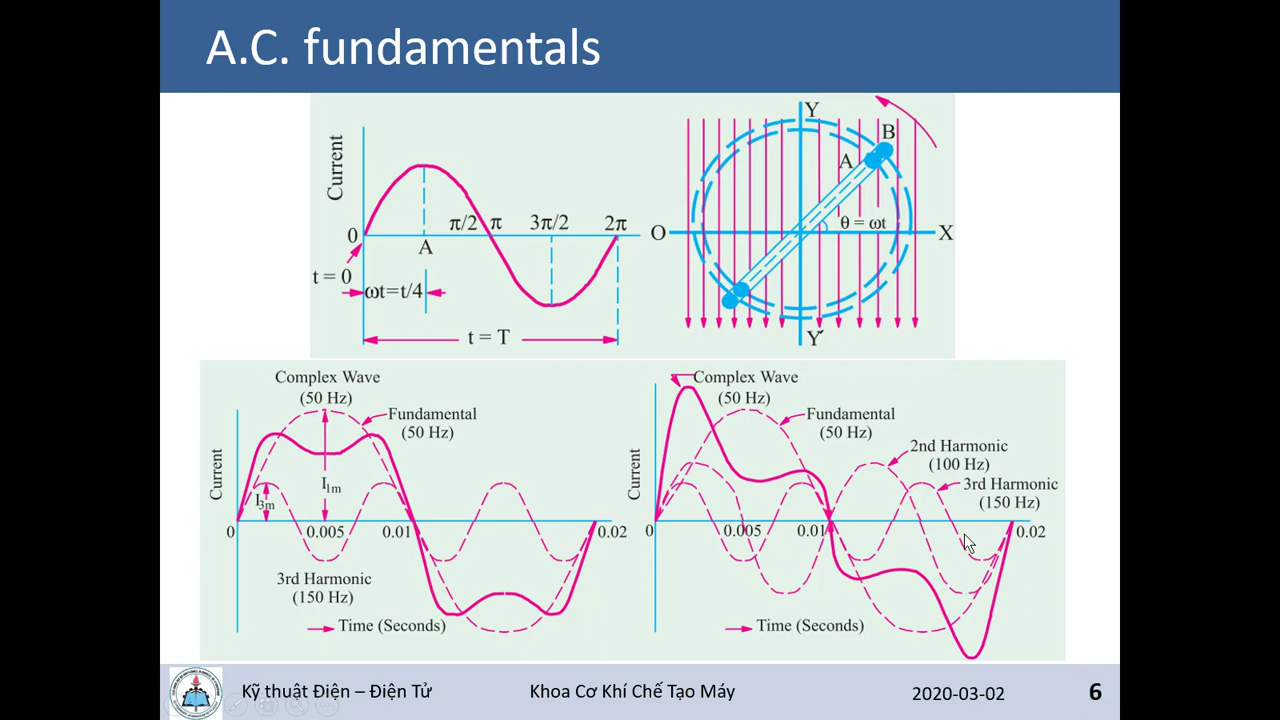 A.C. fundamentals
Current
0
t = 0
A
π/2
π
3π/2
2π
ωt=t/4
t = T
Y
B
A
θ = ωt
O
X
Y'
Complex Wave
(50 Hz)
Fundamental
(50 Hz)
Current
I1m
I3m
0
0.005
0.01
0.02
3rd Harmonic
(150 Hz)
Time (Seconds)
Complex Wave
(50 Hz)
Fundamental
(50 Hz)
2nd Harmonic
(100 Hz)
3rd Harmonic
(150 Hz)
Current
0
0.005
0.01
0.02
Time (Seconds)
Kỹ thuật Điện – Điện Tử
Khoa Cơ Khí Chế Tạo Máy
2020-03-02
6